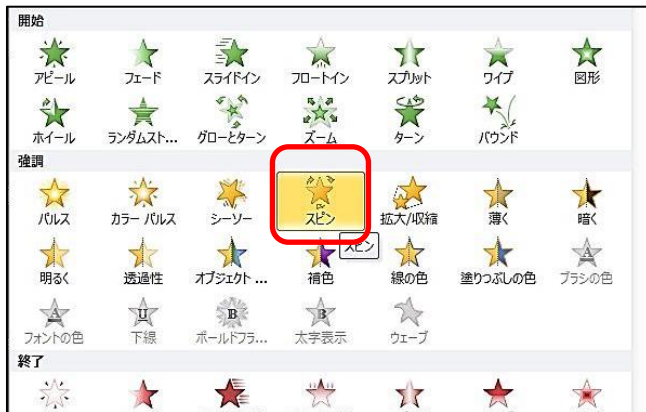 開始
アピール フェード スライドイン フロートイン スプリット ワイプ 図形
ホイール ランダムスト... グローとターン ズーム ターン バウンド
強調
パルス カラー パルス シーソー スピン 拡大/収縮 薄く 暗く
スピン
明るく 透過性 オブジェクト ... 補色 線の色 塗りつぶしの色 ブラシの色
フォントの色 下線 ボールドフラ... 太字表示 ウェーブ
終了